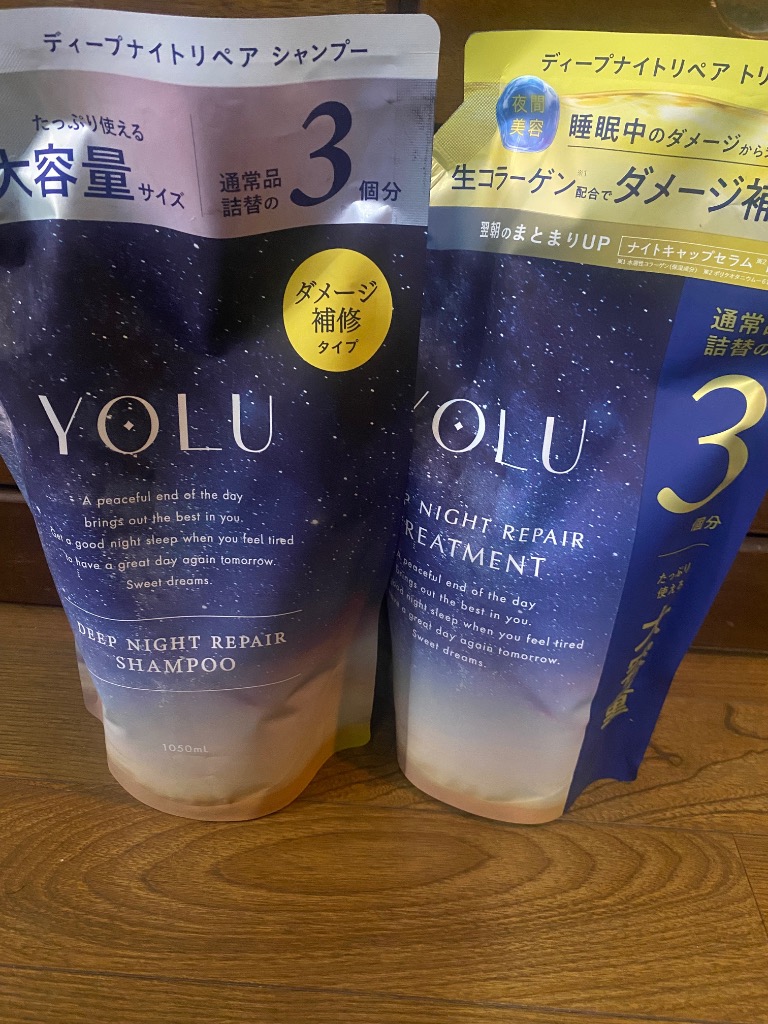 ディープナイトリペア シャンプー
たっぷり使える
大容量サイズ
通常品
詰替の
3個分
ダメージ
補修
タイプ
YOLU
A peaceful end of the day
brings out the best in you.
Get a good night sleep when you feel tired
to have a great day again tomorrow.
Sweet dreams.
DEEP NIGHT REPAIR
SHAMPOO
1050mL
ディープナイトリペア トリ
夜間
美容
睡眠中のダメージから
生コラーゲン※1配合でダメージ補
翌朝のまとまりUP
ナイトキャップセラム※2
通常品
詰替の
3
個分
たっぷり
使える
大容量
YOLU
P NIGHT REPAIR
TREATMENT
A peaceful end of the day
brings out the best in you.
good night sleep when you feel tired
a great day again tomorrow.
Sweet dreams.